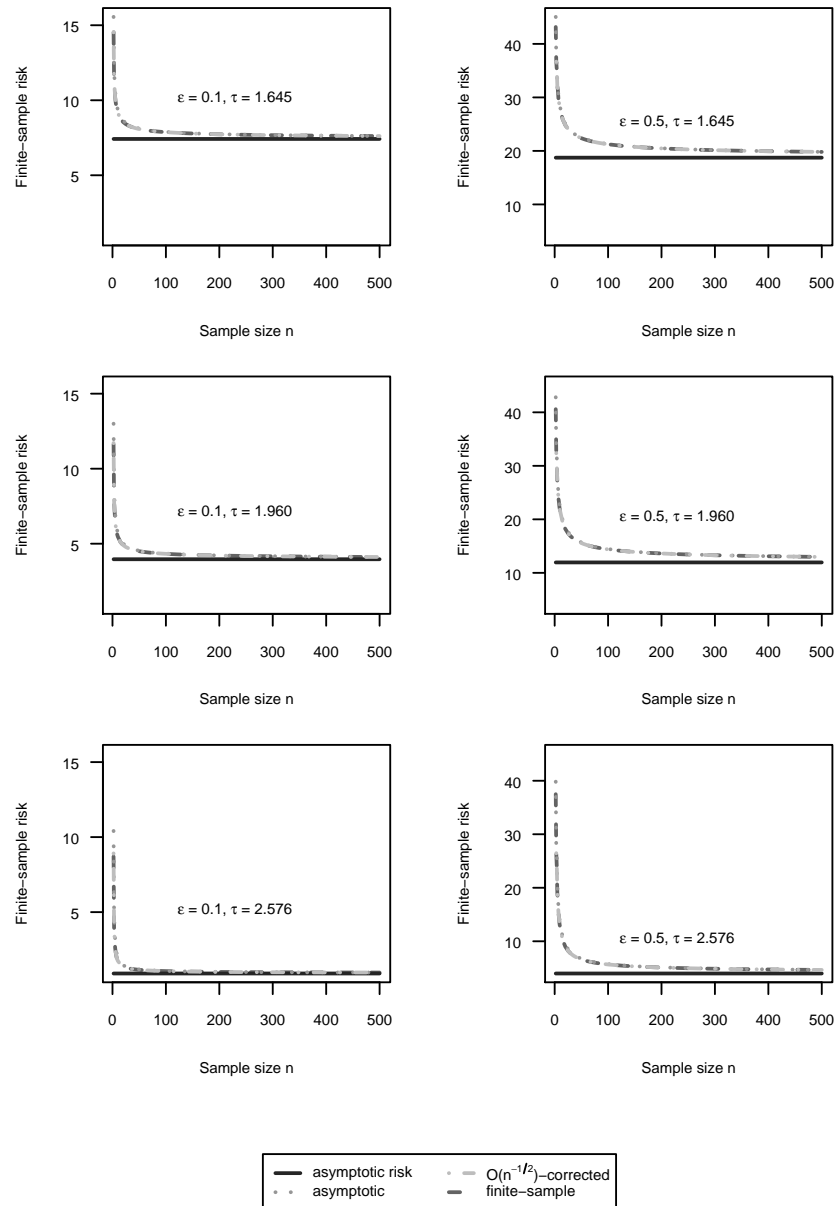 15
10
5
0 100 200 300 400 500
Finite−sample risk
Sample size n
ε = 0.1, τ = 1.645
40
30
20
10
0 100 200 300 400 500
Finite−sample risk
Sample size n
ε = 0.5, τ = 1.645
15
10
5
0 100 200 300 400 500
Finite−sample risk
Sample size n
ε = 0.1, τ = 1.960
40
30
20
10
0 100 200 300 400 500
Finite−sample risk
Sample size n
ε = 0.5, τ = 1.960
15
10
5
0 100 200 300 400 500
Finite−sample risk
Sample size n
ε = 0.1, τ = 2.576
40
30
20
10
0 100 200 300 400 500
Finite−sample risk
Sample size n
ε = 0.5, τ = 2.576
asymptotic risk
asymptotic
O(n⁻¹/²)−corrected
finite−sample